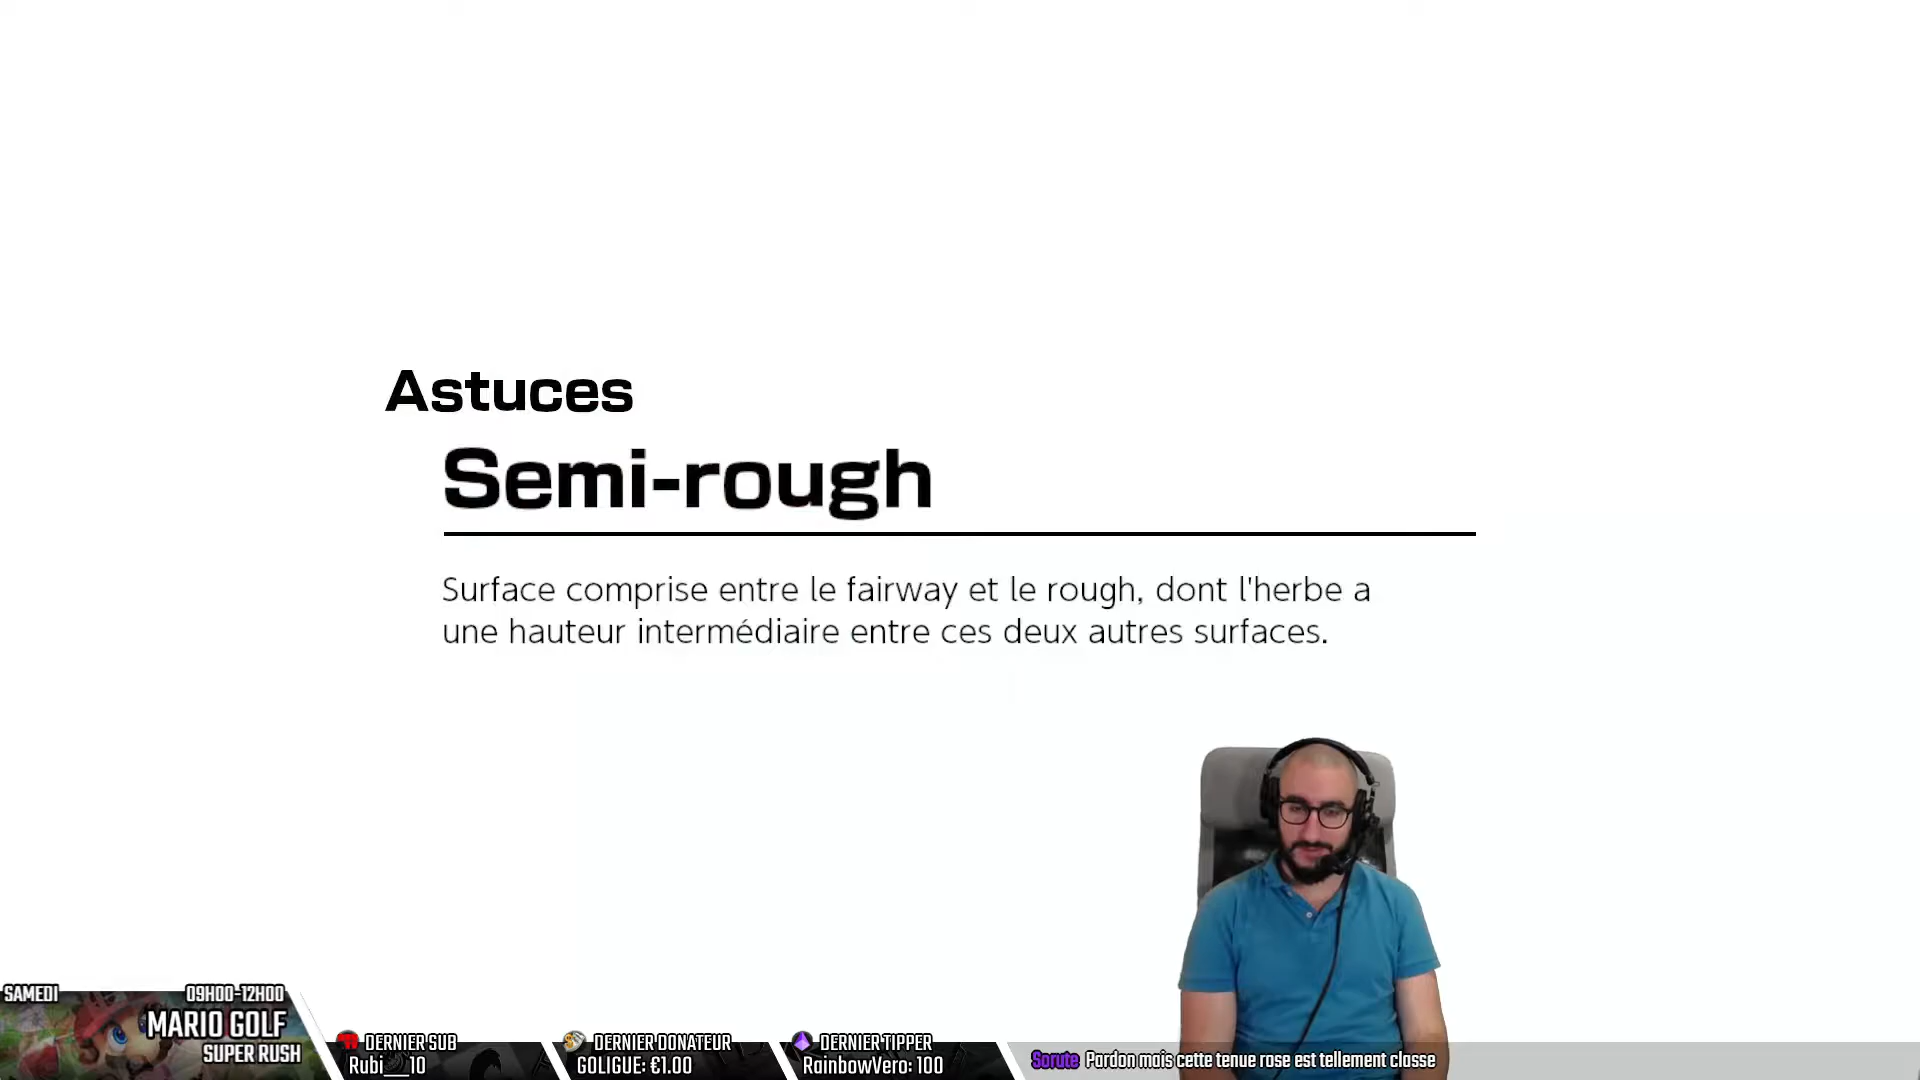 Astuces
Semi-rough
Surface comprise entre le fairway et le rough, dont l'herbe a
une hauteur intermédiaire entre ces deux autres surfaces.
SAMEDI 09H00-12H00
MARIO GOLF
SUPER RUSH
DERNIER SUB
Rubi__10
DERNIER DONATEUR
GOLIGUE: €1.00
DERNIER TIPPER
RainbowVero: 100
Sorute Pardon mais cette tenue rose est tellement classe